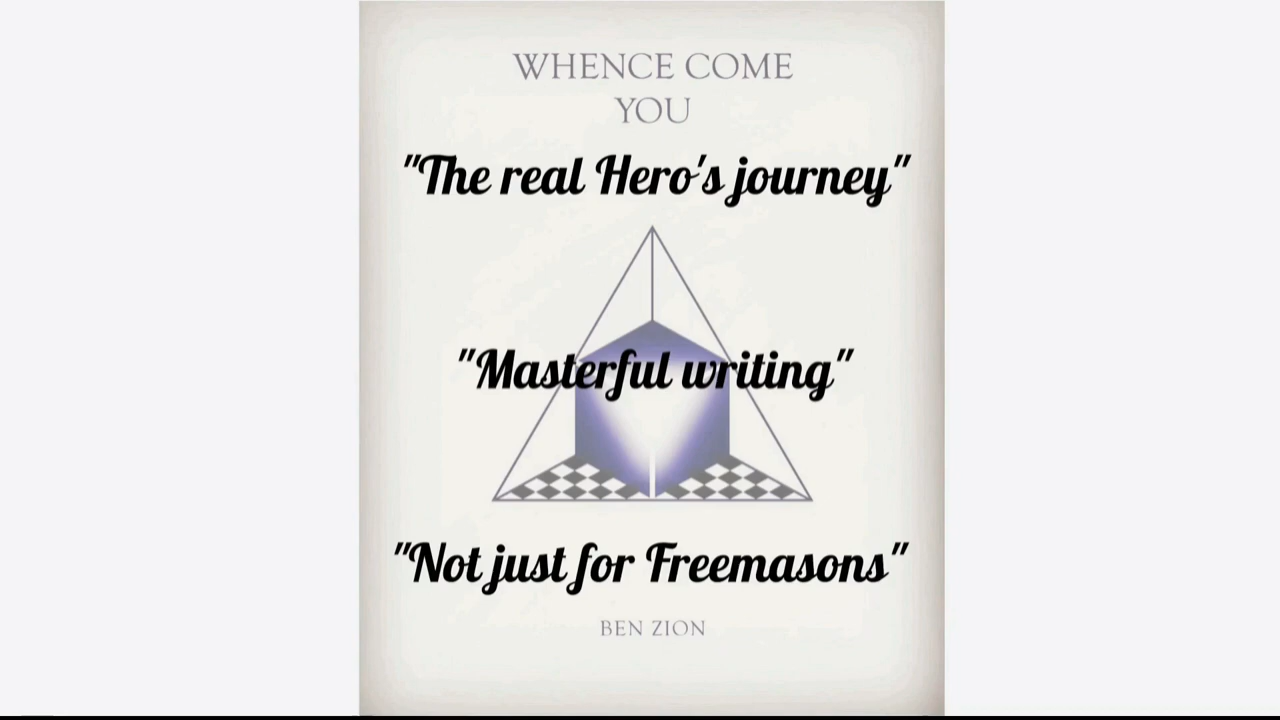 WHENCE COME
YOU
"The real Hero's journey"
"Masterful writing"
"Not just for Freemasons"
BEN ZION